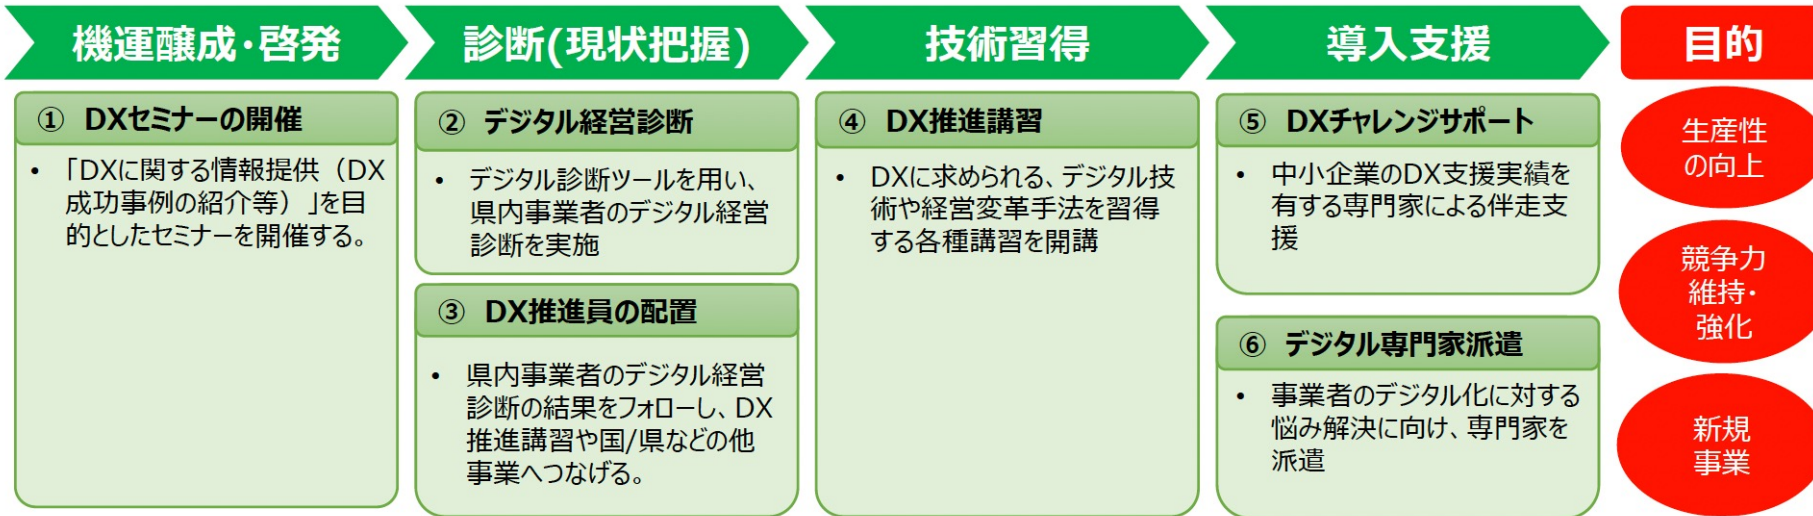 機運醸成・啓発
診断(現状把握)
技術習得
導入支援
目的
① DXセミナーの開催
• 「DXに関する情報提供（DX
成功事例の紹介等）」を目
的としたセミナーを開催する。
② デジタル経営診断
• デジタル診断ツールを用い、
県内事業者のデジタル経営
診断を実施
③ DX推進員の配置
• 県内事業者のデジタル経営
診断の結果をフォローし、DX
推進講習や国/県などの他
事業へつなげる。
④ DX推進講習
• DXに求められる、デジタル技
術や経営変革手法を習得
する各種講習を開講
⑤ DXチャレンジサポート
• 中小企業のDX支援実績を
有する専門家による伴走支
援
⑥ デジタル専門家派遣
• 事業者のデジタル化に対する
悩み解決に向け、専門家を
派遣
生産性
の向上
競争力
維持・
強化
新規
事業